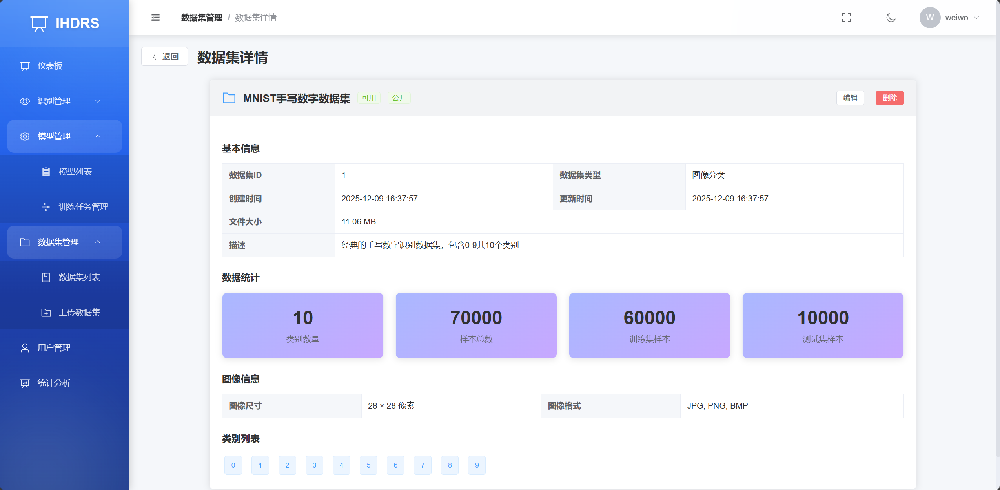 IHDRS
数据集管理 / 数据集详情
W weiwo
仪表板
识别管理
模型管理
模型列表
训练任务管理
数据集管理
数据集列表
上传数据集
用户管理
统计分析
返回 数据集详情
MNIST手写数字数据集 可用 公开 编辑 删除
基本信息
数据集ID 1 数据集类型 图像分类
创建时间 2025-12-09 16:37:57 更新时间 2025-12-09 16:37:57
文件大小 11.06 MB
描述 经典的手写数字识别数据集，包含0-9共10个类别
数据统计
10 70000 60000 10000
类别数量 样本总数 训练集样本 测试集样本
图像信息
图像尺寸 28 × 28 像素 图像格式 JPG, PNG, BMP
类别列表
0 1 2 3 4 5 6 7 8 9